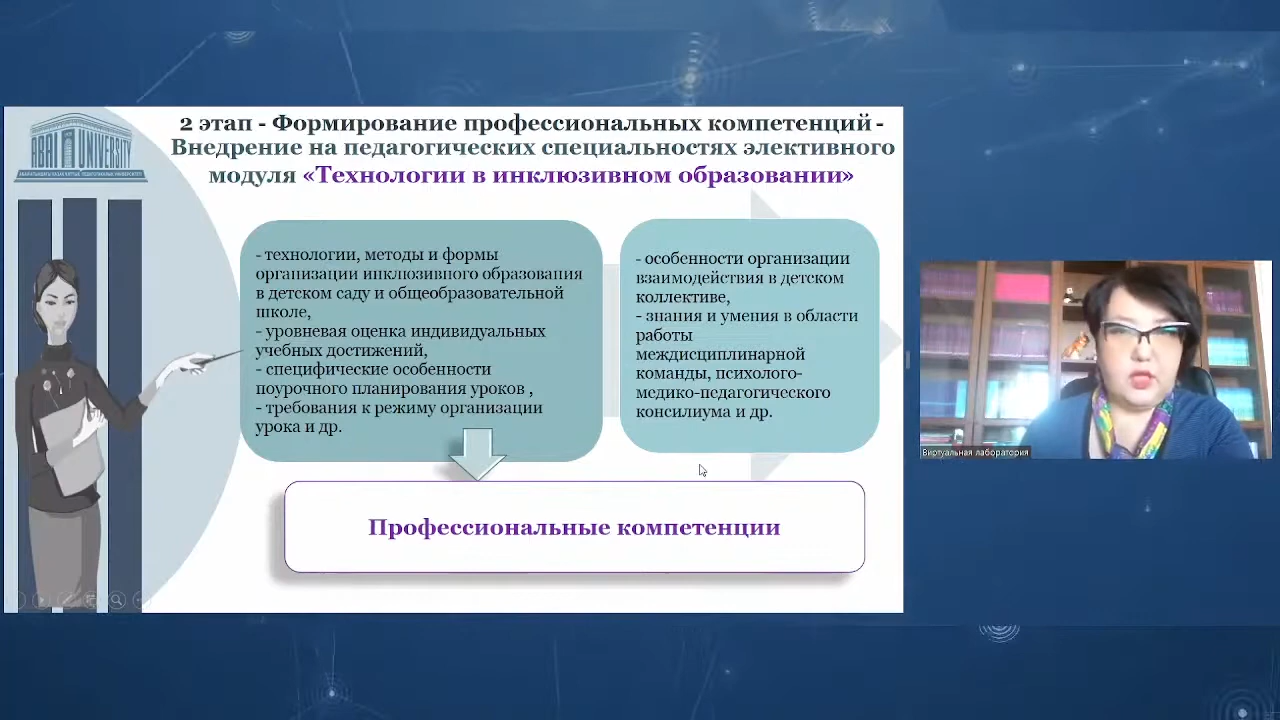 2 этап - Формирование профессиональных компетенций -
Внедрение на педагогических специальностях элективного
модуля «Технологии в инклюзивном образовании»
ABAI UNIVERSITY
- технологии, методы и формы
организации инклюзивного образования
в детском саду и общеобразовательной
школе,
- уровневая оценка индивидуальных
учебных достижений,
- специфические особенности
поурочного планирования уроков ,
- требования к режиму организации
урока и др.
- особенности организации
взаимодействия в детском
коллективе,
- знания и умения в области
работы
междисциплинарной
команды, психолого-
медико-педагогического
консилиума и др.
Профессиональные компетенции
Виртуальная лаборатория